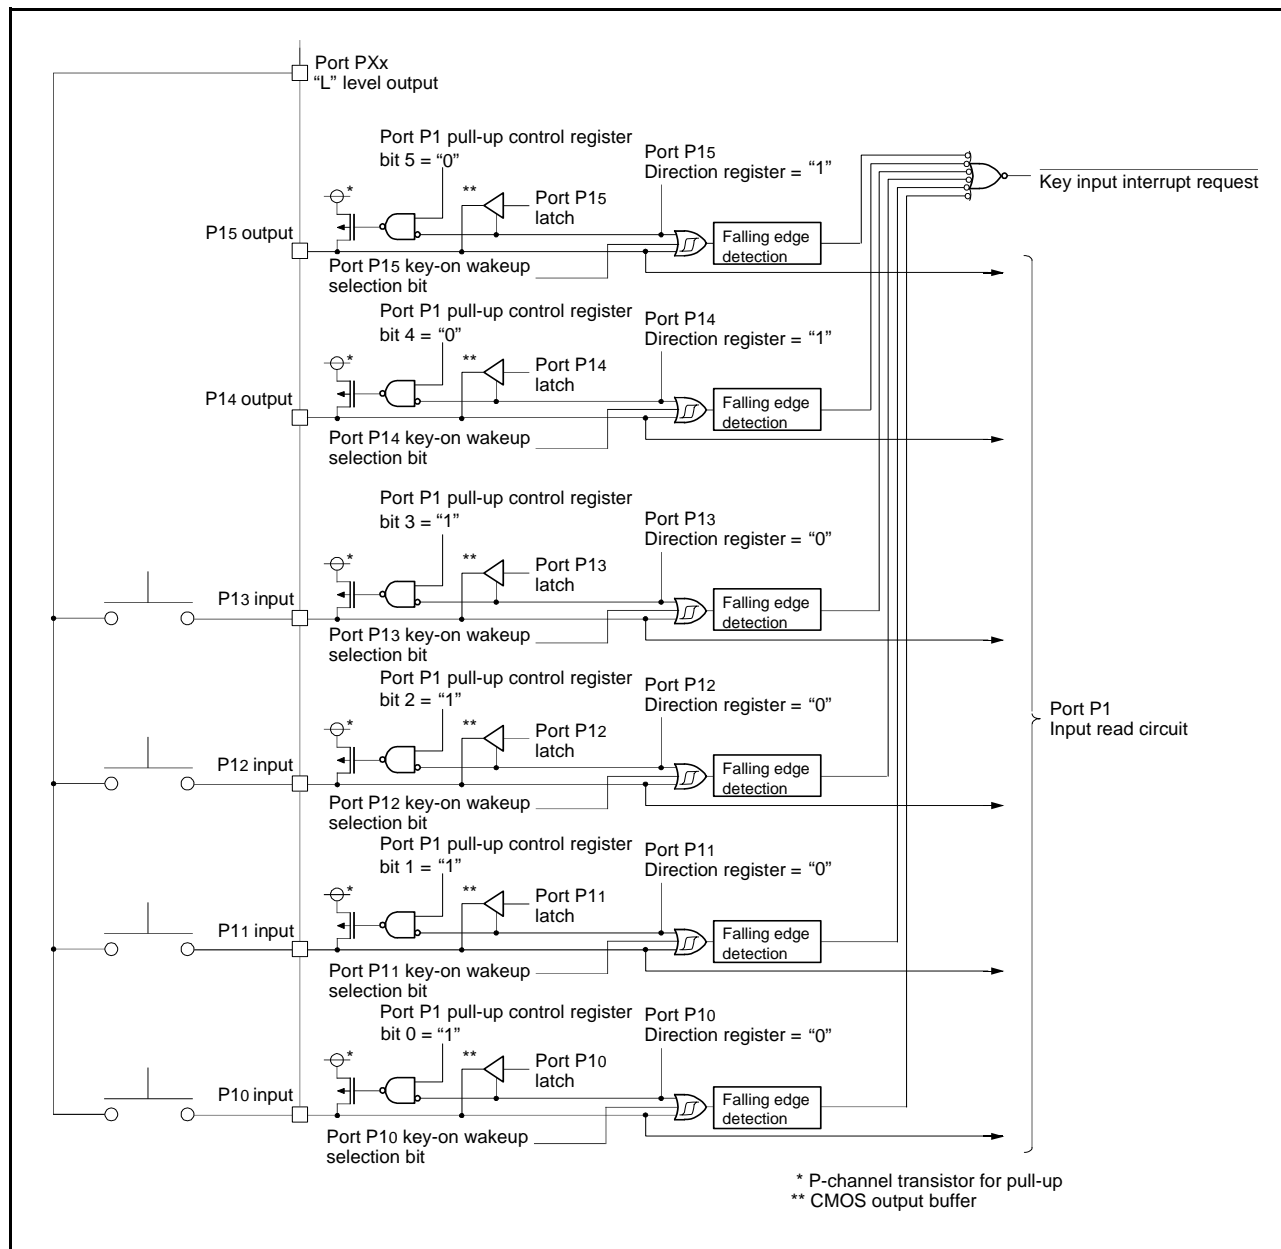 Port PXx
“L” level output
Port P1 pull-up control register
bit 5 = “0”
Port P15
Direction register = “1”
*
**
Port P15
latch
Key input interrupt request
P15 output
Falling edge
detection
Port P15 key-on wakeup
selection bit
Port P1 pull-up control register
bit 4 = “0”
Port P14
Direction register = “1”
*
**
Port P14
latch
P14 output
Falling edge
detection
Port P14 key-on wakeup
selection bit
Port P1 pull-up control register
bit 3 = “1”
Port P13
Direction register = “0”
*
**
Port P13
latch
P13 input
Falling edge
detection
Port P13 key-on wakeup
selection bit
Port P1 pull-up control register
bit 2 = “1”
Port P12
Direction register = “0”
*
**
Port P12
latch
Port P1
Input read circuit
P12 input
Falling edge
detection
Port P12 key-on wakeup
selection bit
Port P1 pull-up control register
bit 1 = “1”
Port P11
Direction register = “0”
*
**
Port P11
latch
P11 input
Falling edge
detection
Port P11 key-on wakeup
selection bit
Port P1 pull-up control register
bit 0 = “1”
Port P10
Direction register = “0”
*
**
Port P10
latch
P10 input
Falling edge
detection
Port P10 key-on wakeup
selection bit
* P-channel transistor for pull-up
** CMOS output buffer